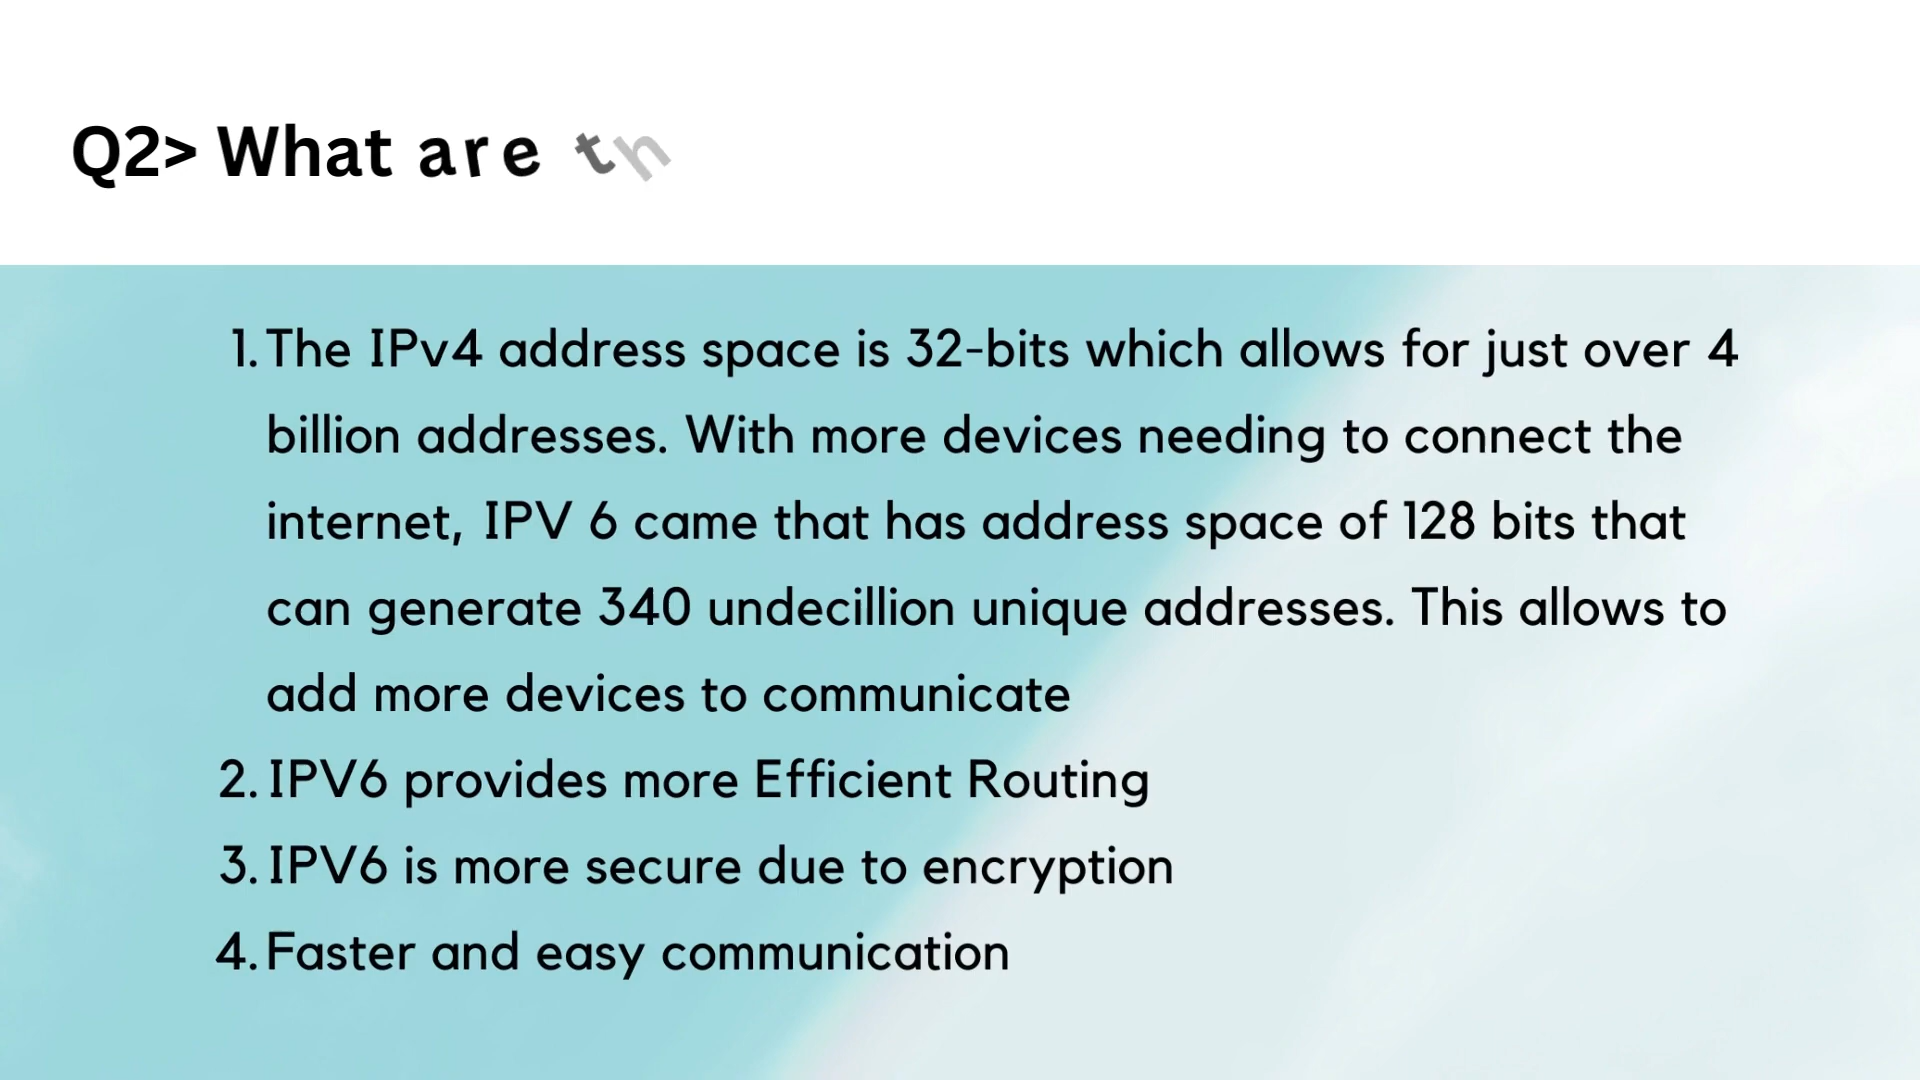 Q2> What are th
1. The IPv4 address space is 32-bits which allows for just over 4
billion addresses. With more devices needing to connect the
internet, IPV 6 came that has address space of 128 bits that
can generate 340 undecillion unique addresses. This allows to
add more devices to communicate
2. IPV6 provides more Efficient Routing
3. IPV6 is more secure due to encryption
4. Faster and easy communication